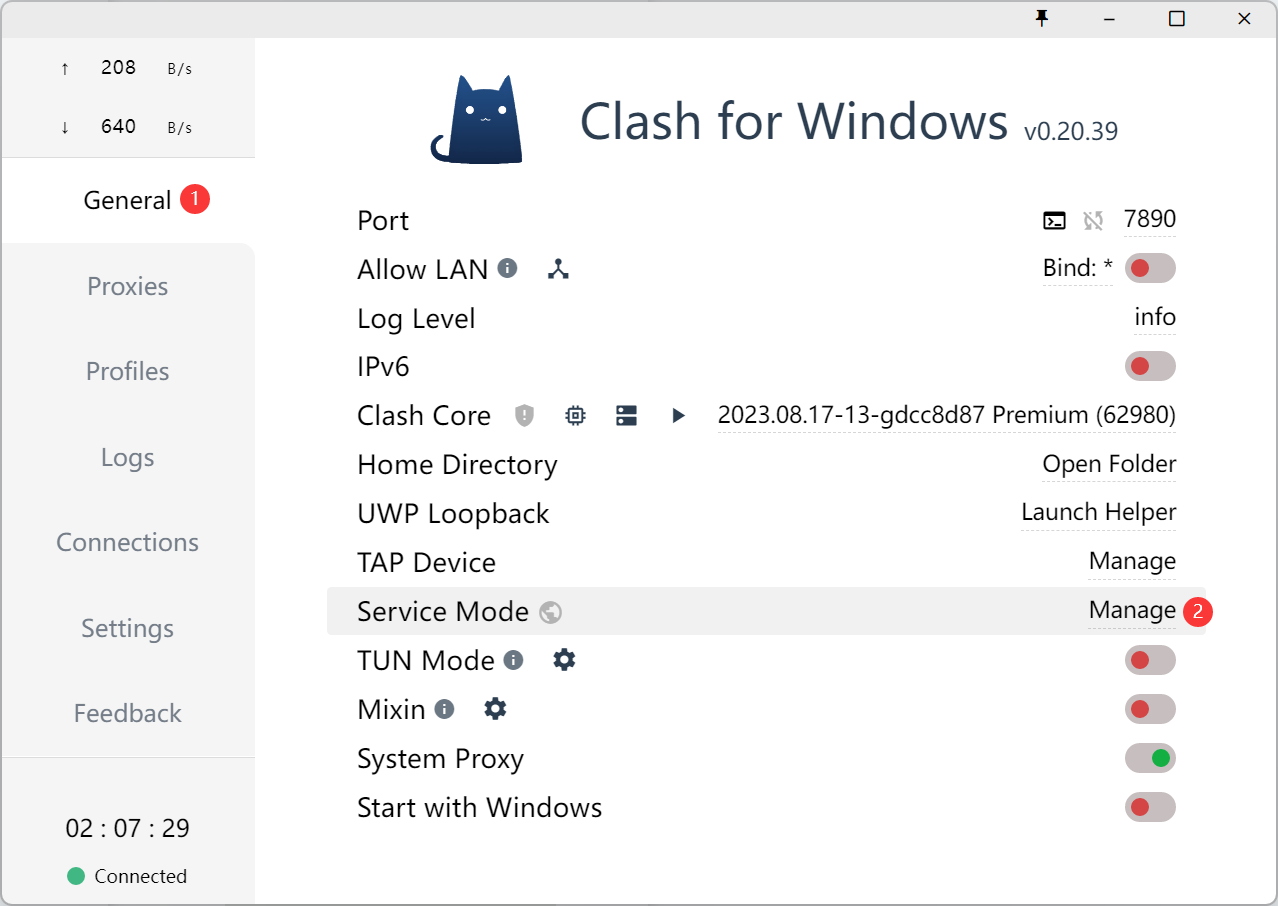 ↑ 208 B/s
↓ 640 B/s
General 1
Proxies
Profiles
Logs
Connections
Settings
Feedback
02 : 07 : 29
Connected
Clash for Windows v0.20.39
Port 7890
Allow LAN Bind: *
Log Level info
IPv6
Clash Core 2023.08.17-13-gdcc8d87 Premium (62980)
Home Directory Open Folder
UWP Loopback Launch Helper
TAP Device Manage
Service Mode Manage 2
TUN Mode
Mixin
System Proxy
Start with Windows